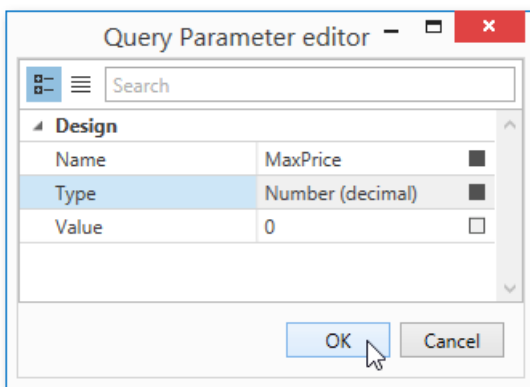 Query Parameter editor
Search
Design
Name MaxPrice
Type Number (decimal)
Value 0
OK Cancel